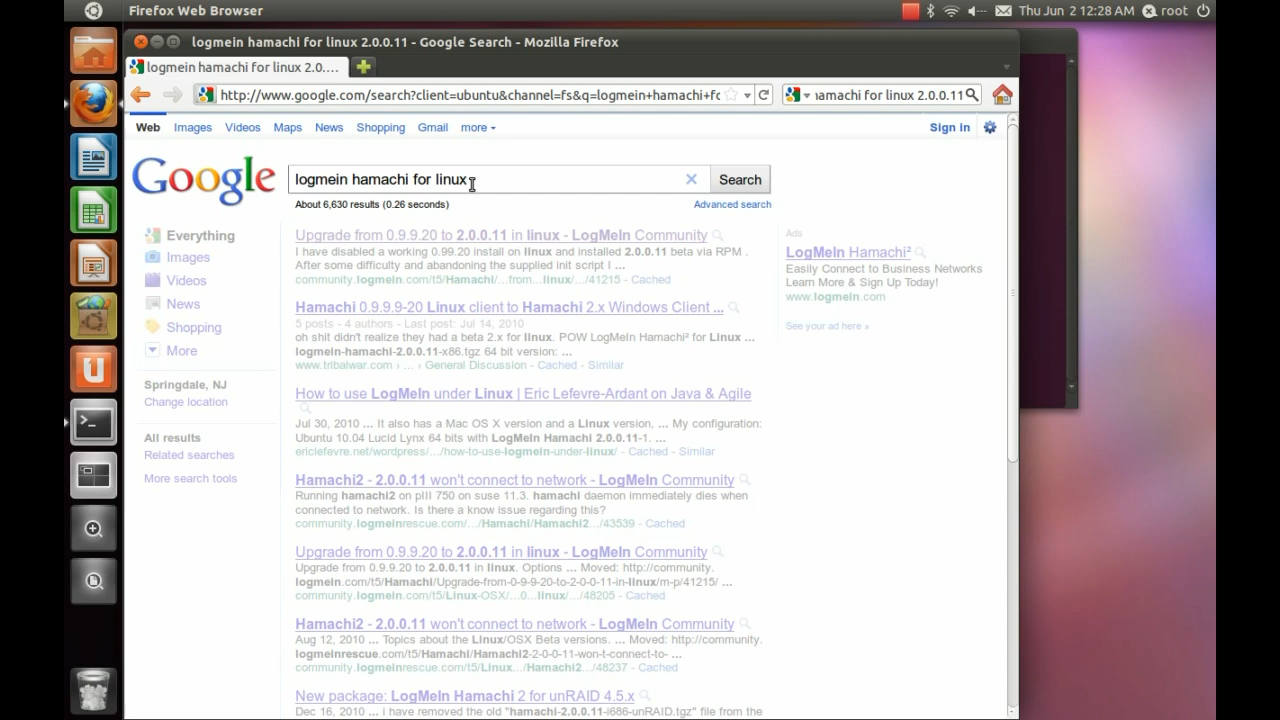 Firefox Web Browser
Thu Jun 2 12:28 AM
root
logmein hamachi for linux 2.0.0.11 - Google Search - Mozilla Firefox
logmein hamachi for linux 2.0....
http://www.google.com/search?client=ubuntu&channel=fs&q=logmein+hamachi+fc
amachi for linux 2.0.0.11
Web Images Videos Maps News Shopping Gmail more
Sign in
Google
logmein hamachi for linux
Search
About 6,630 results (0.26 seconds)
Advanced search
Everything
Images
Videos
News
Shopping
More
Springdale, NJ
Change location
All results
Related searches
More search tools
Upgrade from 0.9.9.20 to 2.0.0.11 in linux - LogMeIn Community
I have disabled a working 0.99.20 install on linux and installed 2.0.0.11 beta via RPM .
After some difficulty and abandoning the supplied init script I ...
community.logmein.com/t5/Hamachi/...from...linux/.../41215 - Cached
Hamachi 0.9.9.9-20 Linux client to Hamachi 2.x Windows Client ...
5 posts - 4 authors - Last post: Jul 14, 2010
oh shit didn't realize they had a beta 2.x for linux. POW LogMeIn Hamachi² for Linux ...
logmein-hamachi-2.0.0.11-x86.tgz 64 bit version: ...
www.tribalwar.com › ... › General Discussion - Cached - Similar
How to use LogMeIn under Linux | Eric Lefevre-Ardant on Java & Agile
Jul 30, 2010 ... It also has a Mac OS X version and a Linux version, ... My configuration:
Ubuntu 10.04 Lucid Lynx 64 bits with LogMeIn Hamachi 2.0.0.11-1. ...
ericlefevre.net/wordpress/.../how-to-use-logmein-under-linux/ - Cached - Similar
Hamachi2 - 2.0.0.11 won't connect to network - LogMeIn Community
Running hamachi2 on pIII 750 on suse 11.3. hamachi daemon immediately dies when
connected to network. Is there a know issue regarding this?
community.logmeinrescue.com/.../Hamachi/Hamachi2.../43539 - Cached
Upgrade from 0.9.9.20 to 2.0.0.11 in linux - LogMeIn Community
Upgrade from 0.9.9.20 to 2.0.0.11 in linux. Options ... Moved: http://community.
logmein.com/t5/Hamachi/Upgrade-from-0-9-9-20-to-2-0-0-11-in-linux/m-p/41215/ ...
community.logmein.com/t5/Linux-OSX/...0...linux/.../48205 - Cached
Hamachi2 - 2.0.0.11 won't connect to network - LogMeIn Community
Aug 12, 2010 ... Topics about the Linux/OSX Beta versions. ... Moved: http://community.
logmeinrescue.com/t5/Hamachi/Hamachi2-2-0-0-11-won-t-connect-to- ...
community.logmeinrescue.com/t5/Linux.../Hamachi2.../48237 - Cached
New package: LogMeIn Hamachi 2 for unRAID 4.5.x
Dec 16, 2010 ... i have removed the old "hamachi-2.0.0.11-i686-unRAID.tgz" file from the
Ads
LogMeIn Hamachi²
Easily Connect to Business Networks
Learn More & Sign Up Today!
www.logmein.com
See your ad here »